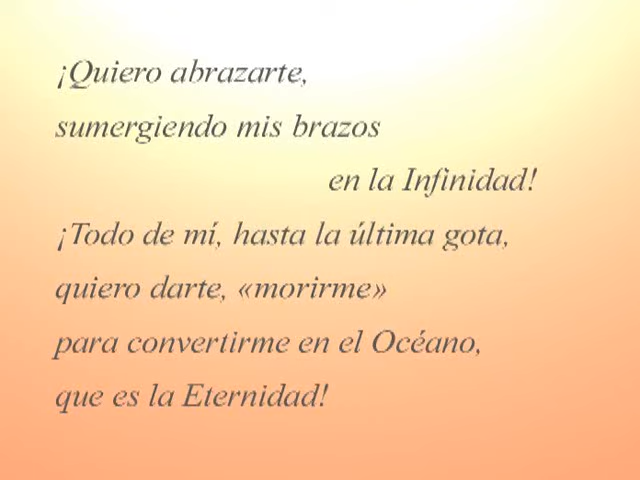 ¡Quiero abrazarte,
sumergiendo mis brazos
en la Infinidad!
¡Todo de mí, hasta la última gota,
quiero darte, «morirme»
para convertirme en el Océano,
que es la Eternidad!